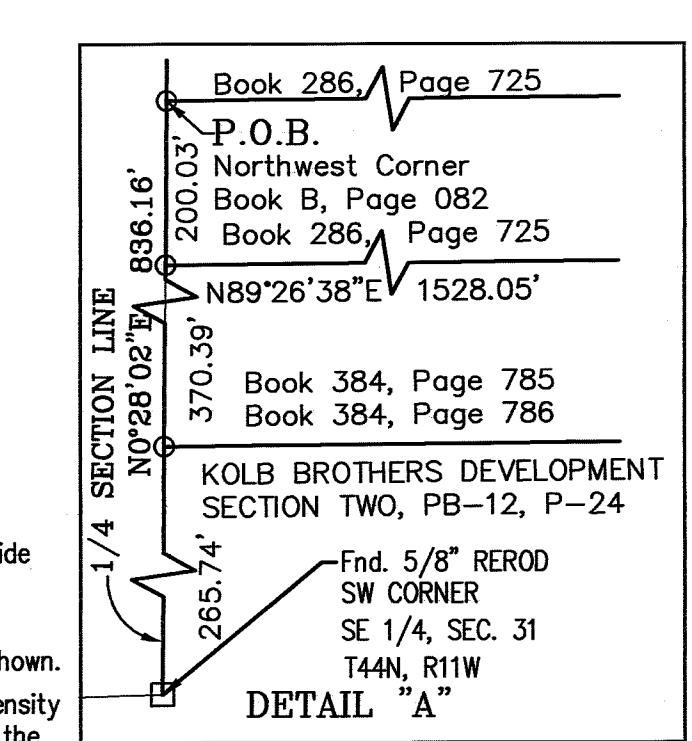 Book 286, Page 725
P.O.B.
Northwest Corner
Book B, Page 082
Book 286, Page 725
N89°26'38"E 1528.05'
Book 384, Page 785
Book 384, Page 786
KOLB BROTHERS DEVELOPMENT
SECTION TWO, PB-12, P-24
Fnd. 5/8" REROD
SW CORNER
SE 1/4, SEC. 31
T44N, R11W
DETAIL "A"
1/4 SECTION LINE
N0°28'02"E 836.16'
200.03'
370.39'
265.74'
ide
hown.
ensity
the